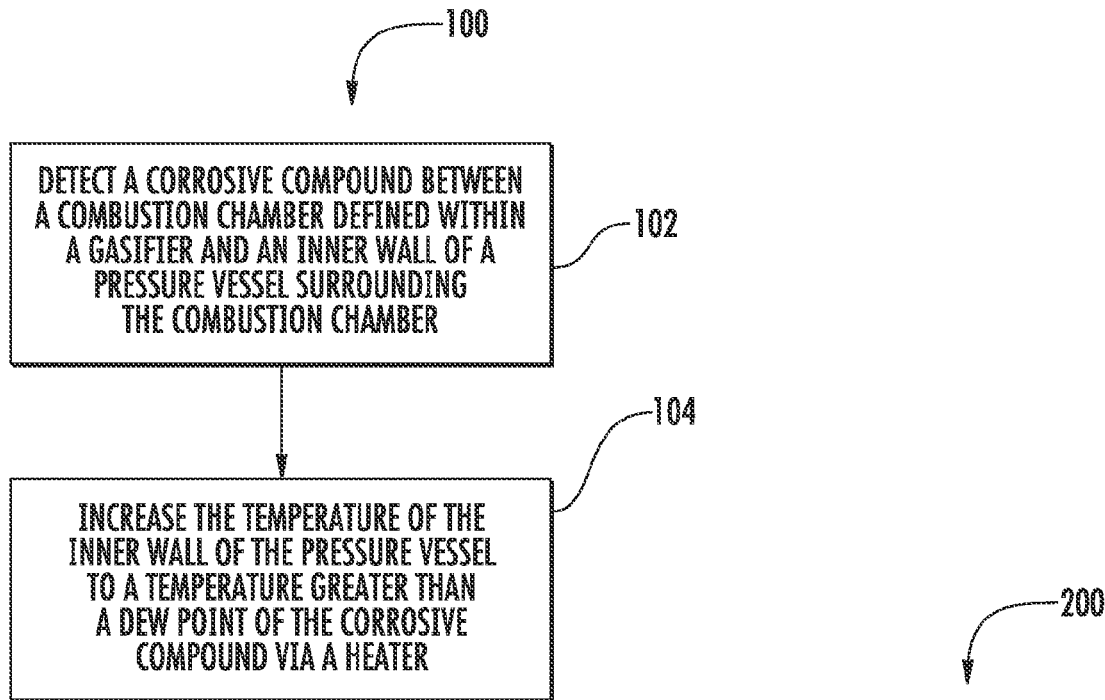 100
DETECT A CORROSIVE COMPOUND BETWEEN
A COMBUSTION CHAMBER DEFINED WITHIN
A GASIFIER AND AN INNER WALL OF A
PRESSURE VESSEL SURROUNDING
THE COMBUSTION CHAMBER
102
104
INCREASE THE TEMPERATURE OF THE
INNER WALL OF THE PRESSURE VESSEL
TO A TEMPERATURE GREATER THAN
A DEW POINT OF THE CORROSIVE
COMPOUND VIA A HEATER
200